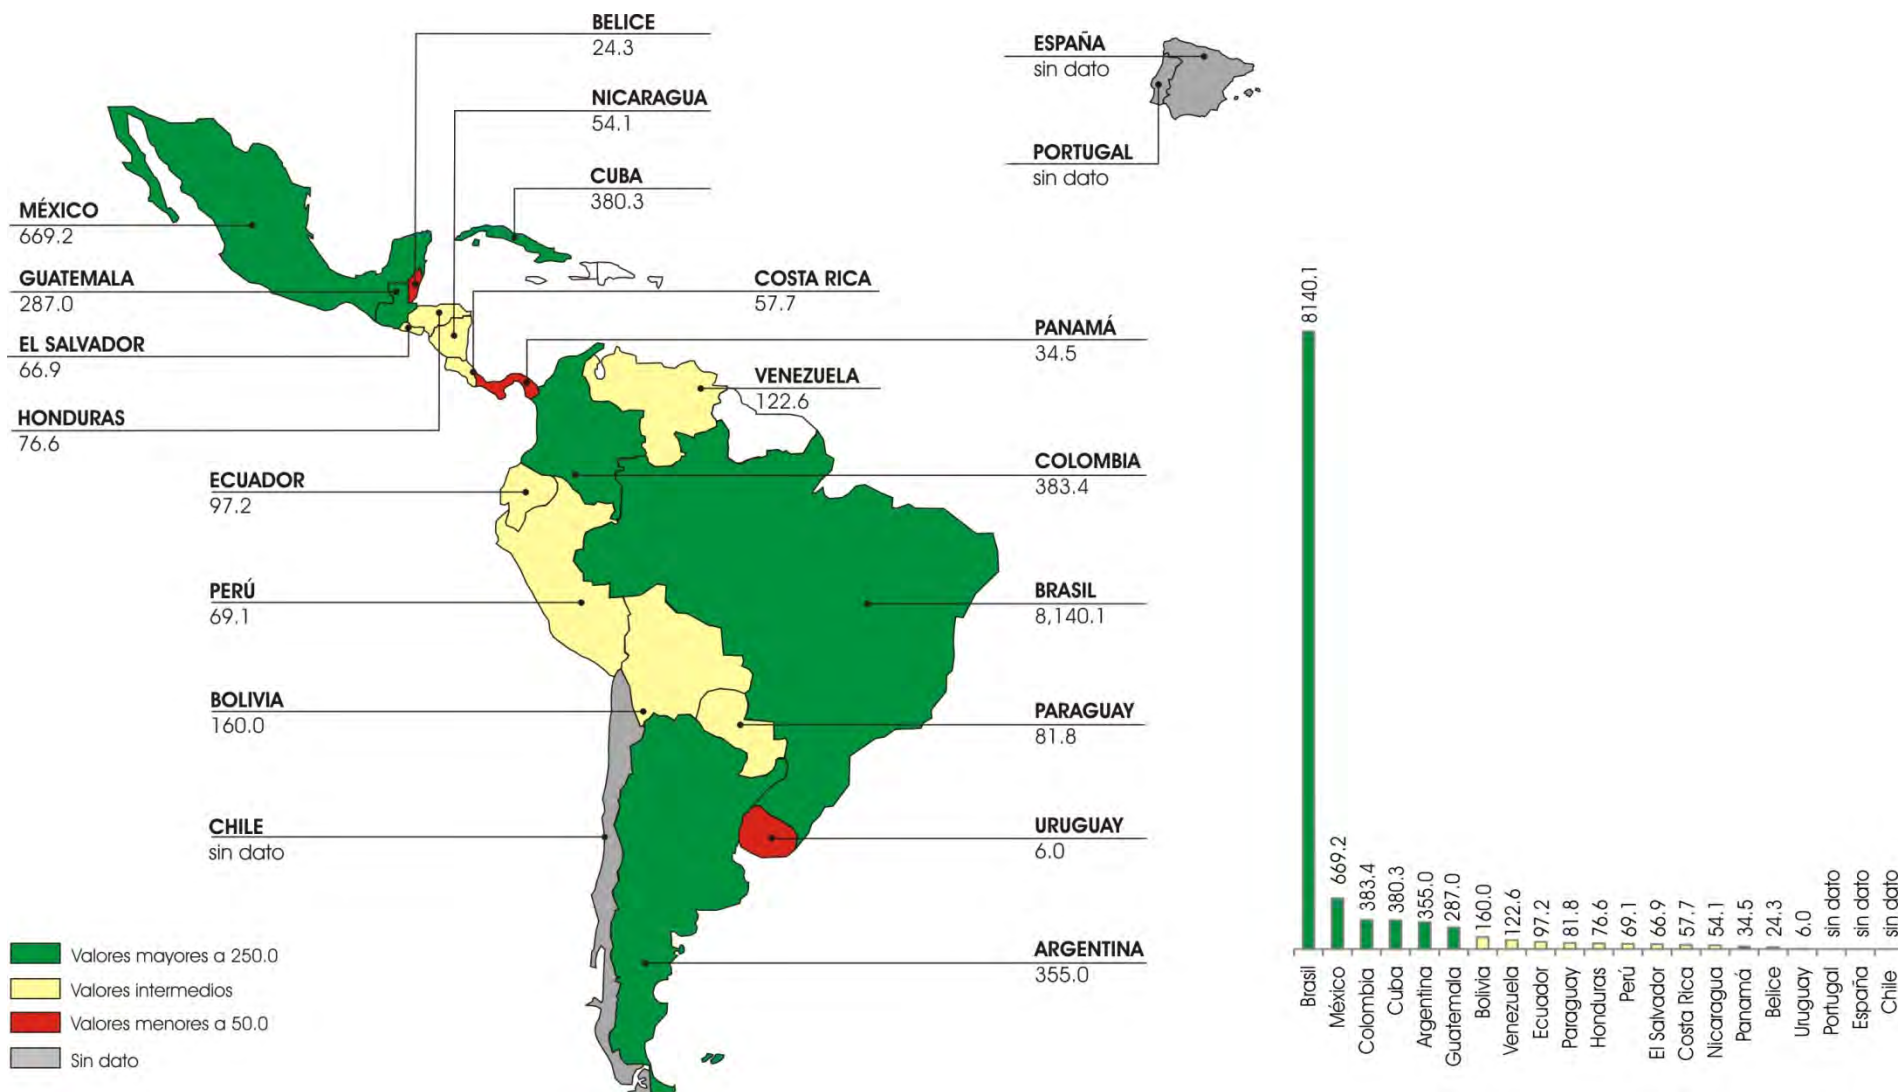 BELICE
24.3
NICARAGUA
54.1
CUBA
380.3
ESPAÑA
sin dato
PORTUGAL
sin dato
MÉXICO
669.2
GUATEMALA
287.0
EL SALVADOR
66.9
HONDURAS
76.6
COSTA RICA
57.7
PANAMÁ
34.5
VENEZUELA
122.6
COLOMBIA
383.4
ECUADOR
97.2
PERÚ
69.1
BRASIL
8,140.1
BOLIVIA
160.0
PARAGUAY
81.8
CHILE
sin dato
URUGUAY
6.0
ARGENTINA
355.0
Valores mayores a 250.0
Valores intermedios
Valores menores a 50.0
Sin dato
8140.1
669.2
383.4
380.3
355.0
287.0
160.0
122.6
97.2
81.8
76.6
69.1
66.9
57.7
54.1
34.5
24.3
6.0
sin dato
sin dato
sin dato
Brasil
México
Colombia
Cuba
Argentina
Guatemala
Bolivia
Venezuela
Ecuador
Paraguay
Honduras
Perú
El Salvador
Costa Rica
Nicaragua
Panamá
Belice
Uruguay
Portugal
España
Chile